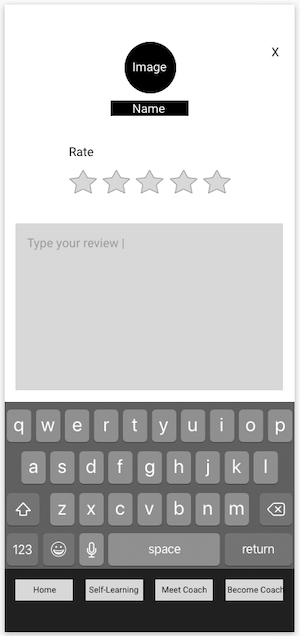 X
Image
Name
Rate
Type your review |
q w e r t y u i o p
a s d f g h j k l
z x c v b n m
123 space return
Home Self-Learning Meet Coach Become Coach